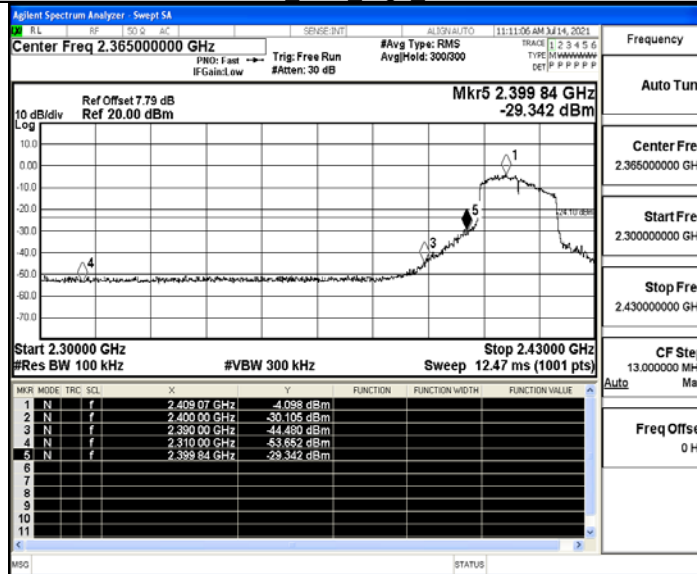 Agilent Spectrum Analyzer - Swept SA
RL RF 50 Ω AC SENSE:INT ALIGNAUTO 11:11:06 AM Jul 14, 2021
Center Freq 2.365000000 GHz #Avg Type: RMS TRACE 1 2 3 4 5 6
PNO: Fast Trig: Free Run Avg|Hold: 300/300 TYPE M
IFGain:Low #Atten: 30 dB DET P P P P P P
Ref Offset 7.79 dB Mkr5 2.399 84 GHz
10 dB/div Ref 20.00 dBm -29.342 dBm
Log
10.0
0.00
-10.0
-20.0
-30.0
-40.0
-50.0
-60.0
-70.0
1
5
-24.10 dBm
3
4
Start 2.30000 GHz Stop 2.43000 GHz
#Res BW 100 kHz #VBW 300 kHz Sweep 12.47 ms (1001 pts)
MKR MODE TRC SCL X Y FUNCTION FUNCTION WIDTH FUNCTION VALUE
1 N f 2.409 07 GHz -4.098 dBm
2 N f 2.400 00 GHz -30.105 dBm
3 N f 2.390 00 GHz -44.480 dBm
4 N f 2.310 00 GHz -53.652 dBm
5 N f 2.399 84 GHz -29.342 dBm
6
7
8
9
10
11
MSG STATUS
Frequency
Auto Tun
Center Fre
2.365000000 GH
Start Fre
2.300000000 GH
Stop Fre
2.430000000 GH
CF Ste
13.000000 MH
Auto Ma
Freq Offse
0 H